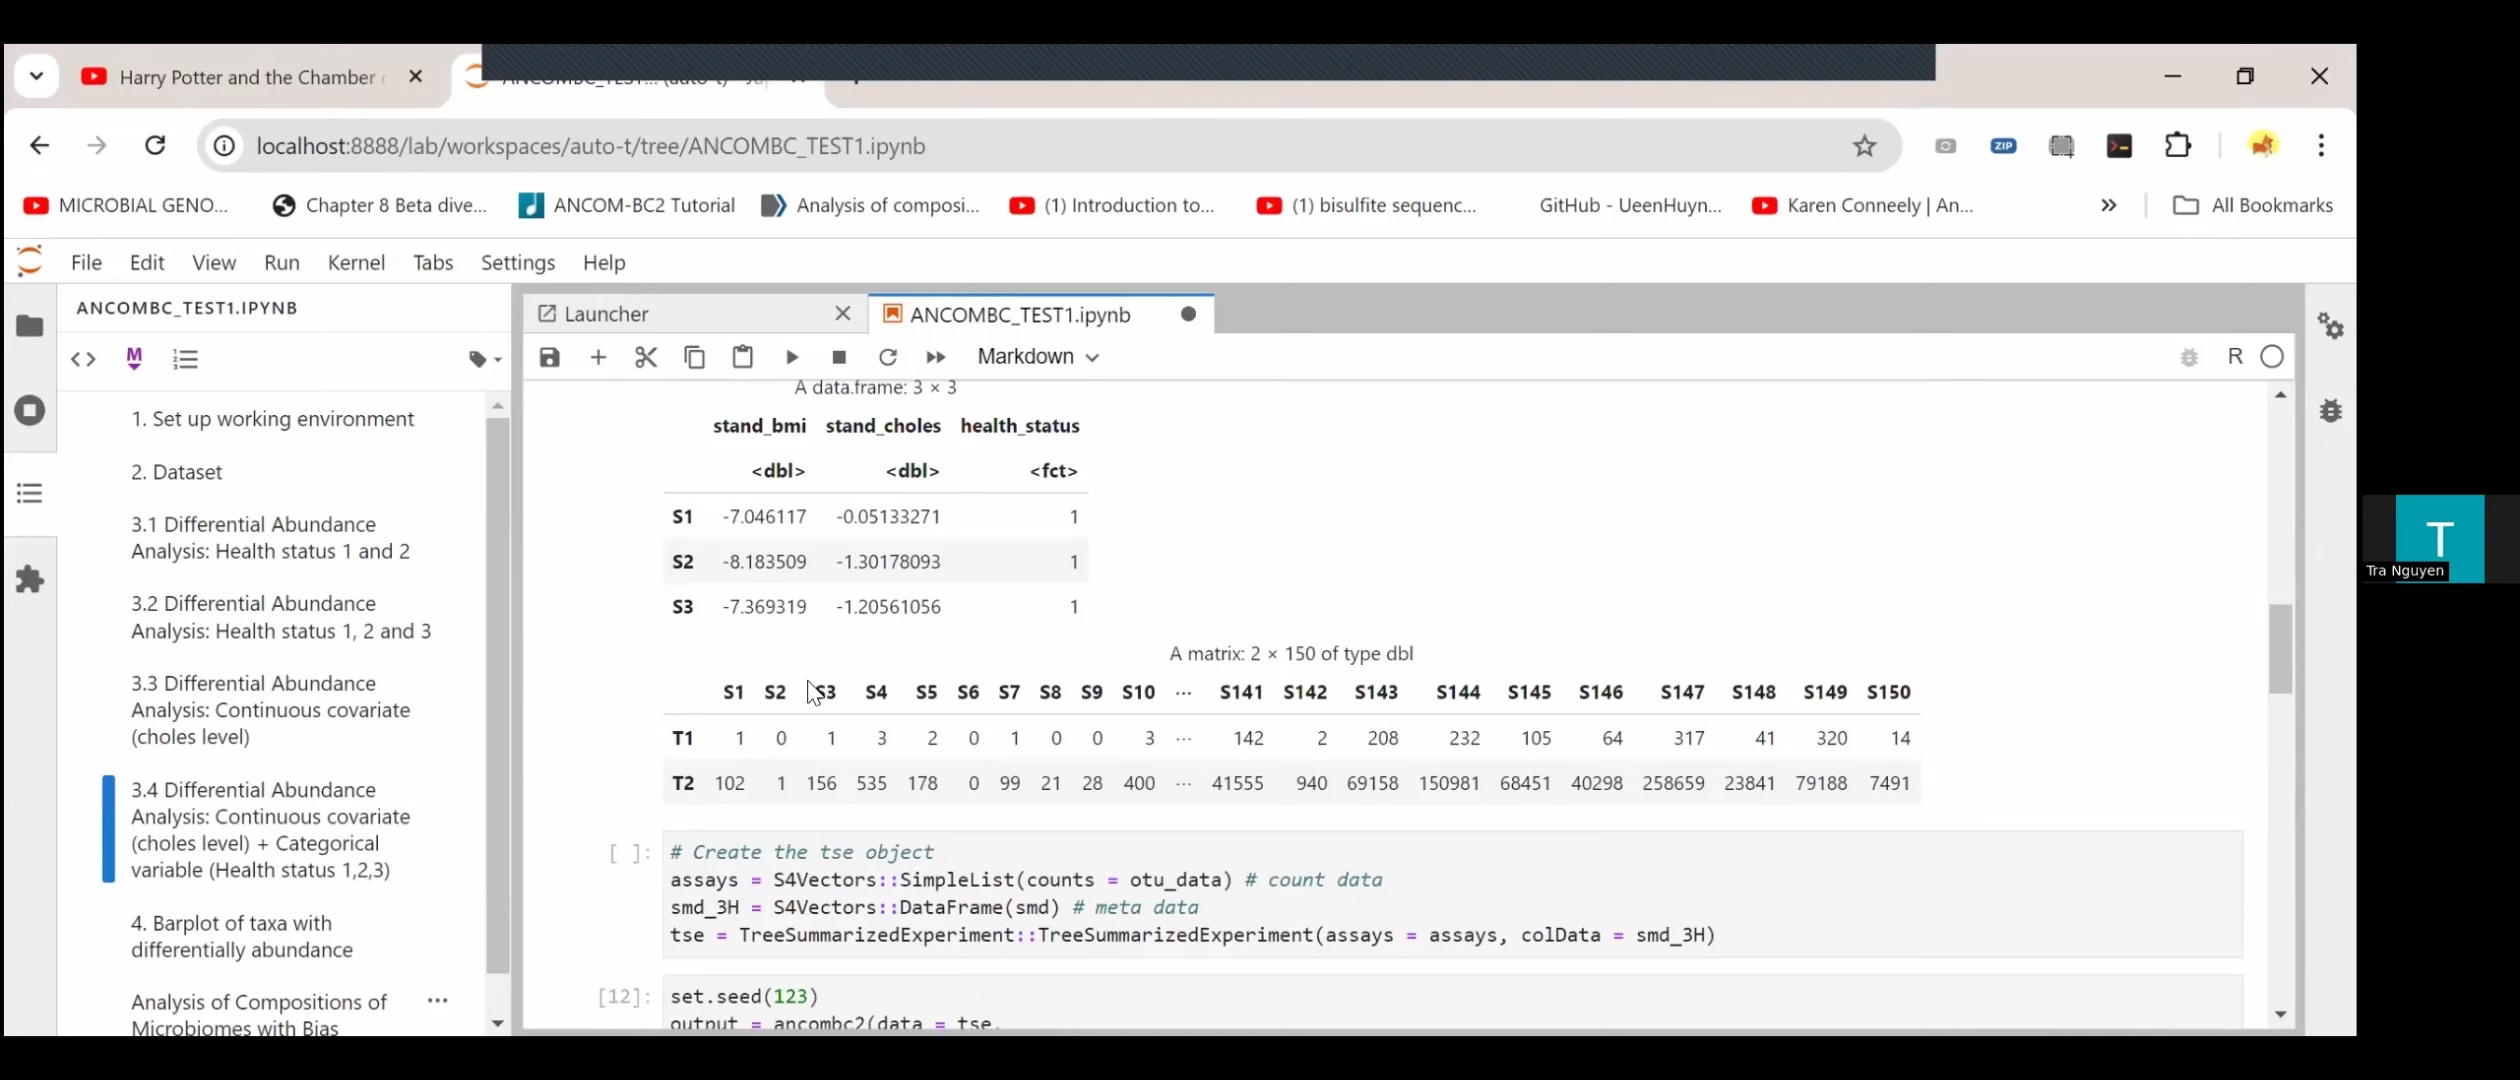 Harry Potter and the Chamber
localhost:8888/lab/workspaces/auto-t/tree/ANCOMBC_TEST1.ipynb
ZIP
MICROBIAL GENO... Chapter 8 Beta dive... ANCOM-BC2 Tutorial Analysis of composi... (1) Introduction to... (1) bisulfite sequenc... GitHub - UeenHuyn... Karen Conneely | An... » All Bookmarks
File Edit View Run Kernel Tabs Settings Help
ANCOMBC_TEST1.IPYNB
Launcher ANCOMBC_TEST1.ipynb
M
Markdown R
1. Set up working environment
2. Dataset
3.1 Differential Abundance
Analysis: Health status 1 and 2
3.2 Differential Abundance
Analysis: Health status 1, 2 and 3
3.3 Differential Abundance
Analysis: Continuous covariate
(choles level)
3.4 Differential Abundance
Analysis: Continuous covariate
(choles level) + Categorical
variable (Health status 1,2,3)
4. Barplot of taxa with
differentially abundance
Analysis of Compositions of ...
Microbiomes with Bias
A data.frame: 3 × 3
stand_bmi stand_choles health_status
<dbl> <dbl> <fct>
S1 -7.046117 -0.05133271 1
S2 -8.183509 -1.30178093 1
S3 -7.369319 -1.20561056 1
A matrix: 2 × 150 of type dbl
S1 S2 S3 S4 S5 S6 S7 S8 S9 S10 ... S141 S142 S143 S144 S145 S146 S147 S148 S149 S150
T1 1 0 1 3 2 0 1 0 0 3 ... 142 2 208 232 105 64 317 41 320 14
T2 102 1 156 535 178 0 99 21 28 400 ... 41555 940 69158 150981 68451 40298 258659 23841 79188 7491
[ ]: # Create the tse object
assays = S4Vectors::SimpleList(counts = otu_data) # count data
smd_3H = S4Vectors::DataFrame(smd) # meta data
tse = TreeSummarizedExperiment::TreeSummarizedExperiment(assays = assays, colData = smd_3H)
[12]: set.seed(123)
output = ancombc2(data = tse,
T
Tra Nguyen